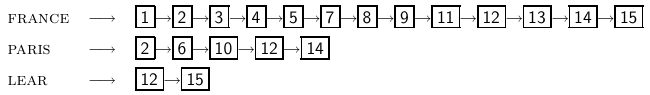 FRANCE ⟶ 1→2→3→4→5→7→8→9→11→12→13→14→15
PARIS ⟶ 2→6→10→12→14
LEAR ⟶ 12→15